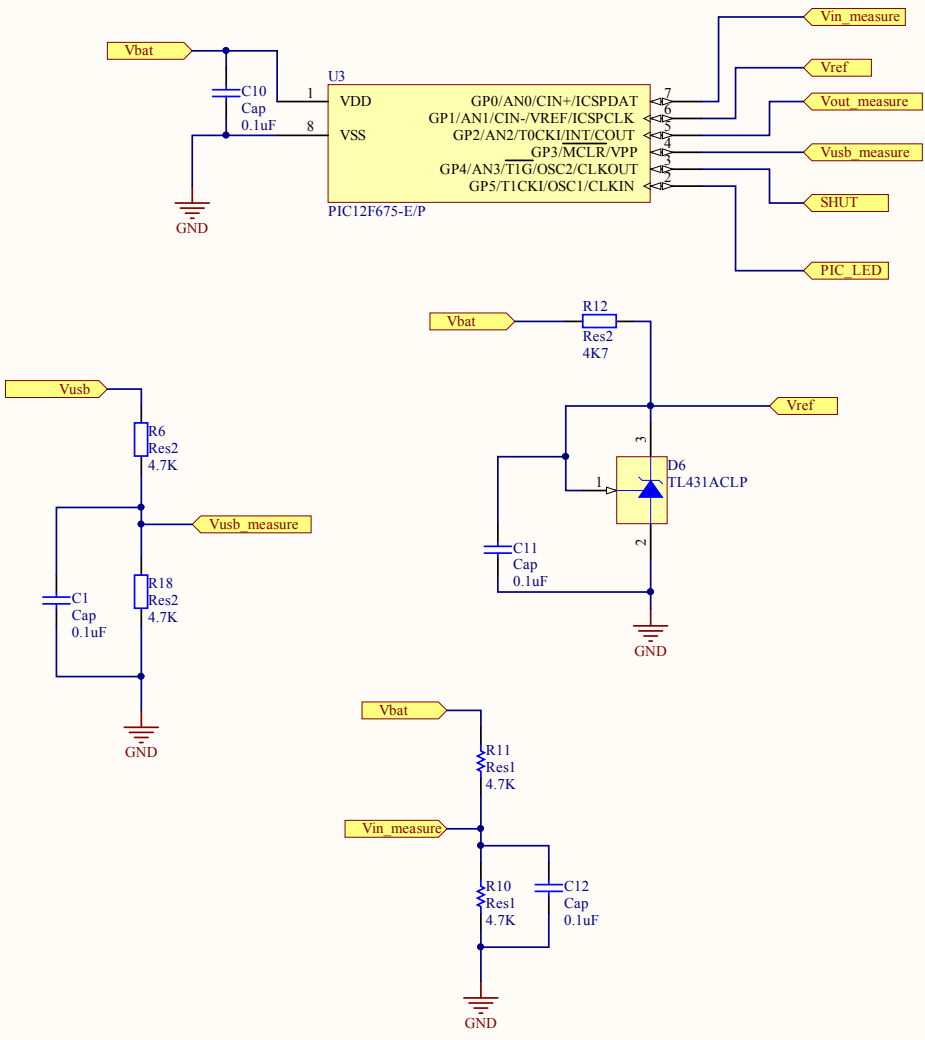 Vin_measure
Vbat
Vref
U3
C10
Cap
0.1uF
1
VDD
8
VSS
GP0/AN0/CIN+/ICSPDAT
7
GP1/AN1/CIN-/VREF/ICSPCLK
6
GP2/AN2/T0CKI/INT/COUT
5
GP3/MCLR/VPP
4
GP4/AN3/T1G/OSC2/CLKOUT
3
GP5/T1CKI/OSC1/CLKIN
2
Vout_measure
Vusb_measure
SHUT
PIC_LED
PIC12F675-E/P
GND
Vbat
R12
Res2
4K7
Vref
3
1
D6
TL431ACLP
2
C11
Cap
0.1uF
GND
Vusb
R6
Res2
4.7K
Vusb_measure
C1
Cap
0.1uF
R18
Res2
4.7K
GND
Vbat
R11
Res1
4.7K
Vin_measure
R10
Res1
4.7K
C12
Cap
0.1uF
GND